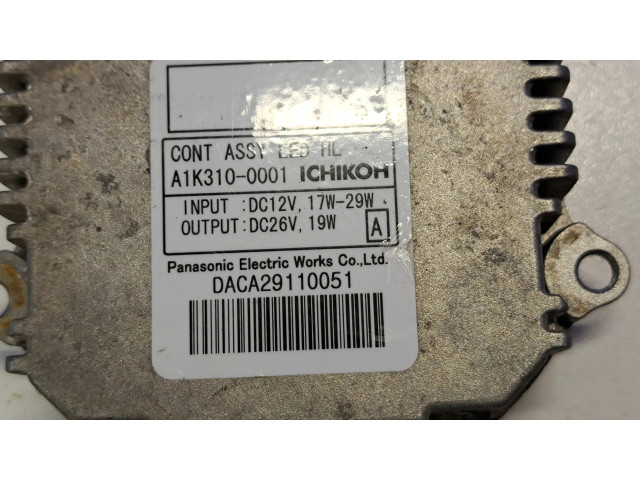 CONT ASSY LED HL
A1K310-0001 ICHIKOH
INPUT :DC12V, 17W-29W
OUTPUT:DC26V, 19W A
Panasonic Electric Works Co.,Ltd.
DACA29110051